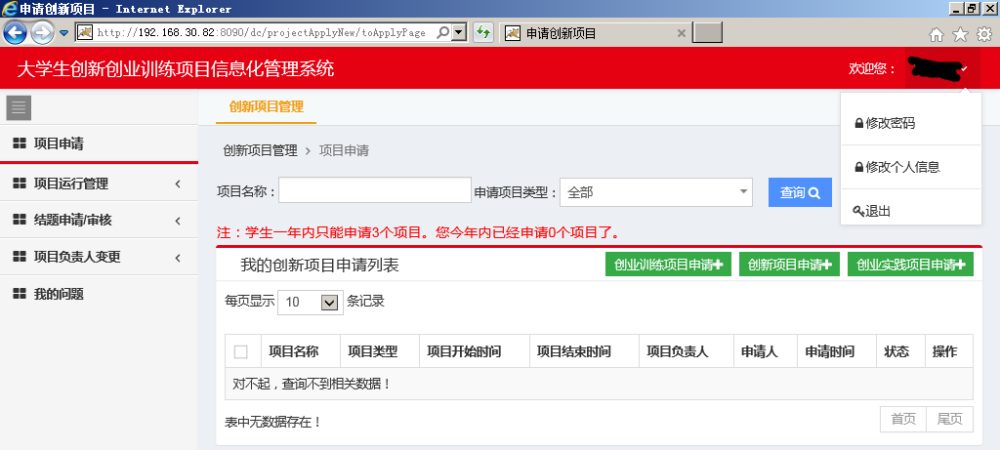 申请创新项目 - Internet Explorer
http://192.168.30.82:8090/dc/projectApplyNew/toApplyPage
申请创新项目
大学生创新创业训练项目信息化管理系统
欢迎您：
修改密码
修改个人信息
退出
项目申请
项目运行管理
结题申请/审核
项目负责人变更
我的问题
创新项目管理
创新项目管理 > 项目申请
项目名称： 申请项目类型： 全部 查询
注：学生一年内只能申请3个项目。您今年内已经申请0个项目了。
我的创新项目申请列表 创业训练项目申请 创新项目申请 创业实践项目申请
每页显示 10 条记录
项目名称 项目类型 项目开始时间 项目结束时间 项目负责人 申请人 申请时间 状态 操作
对不起，查询不到相关数据！
表中无数据存在！ 首页 尾页